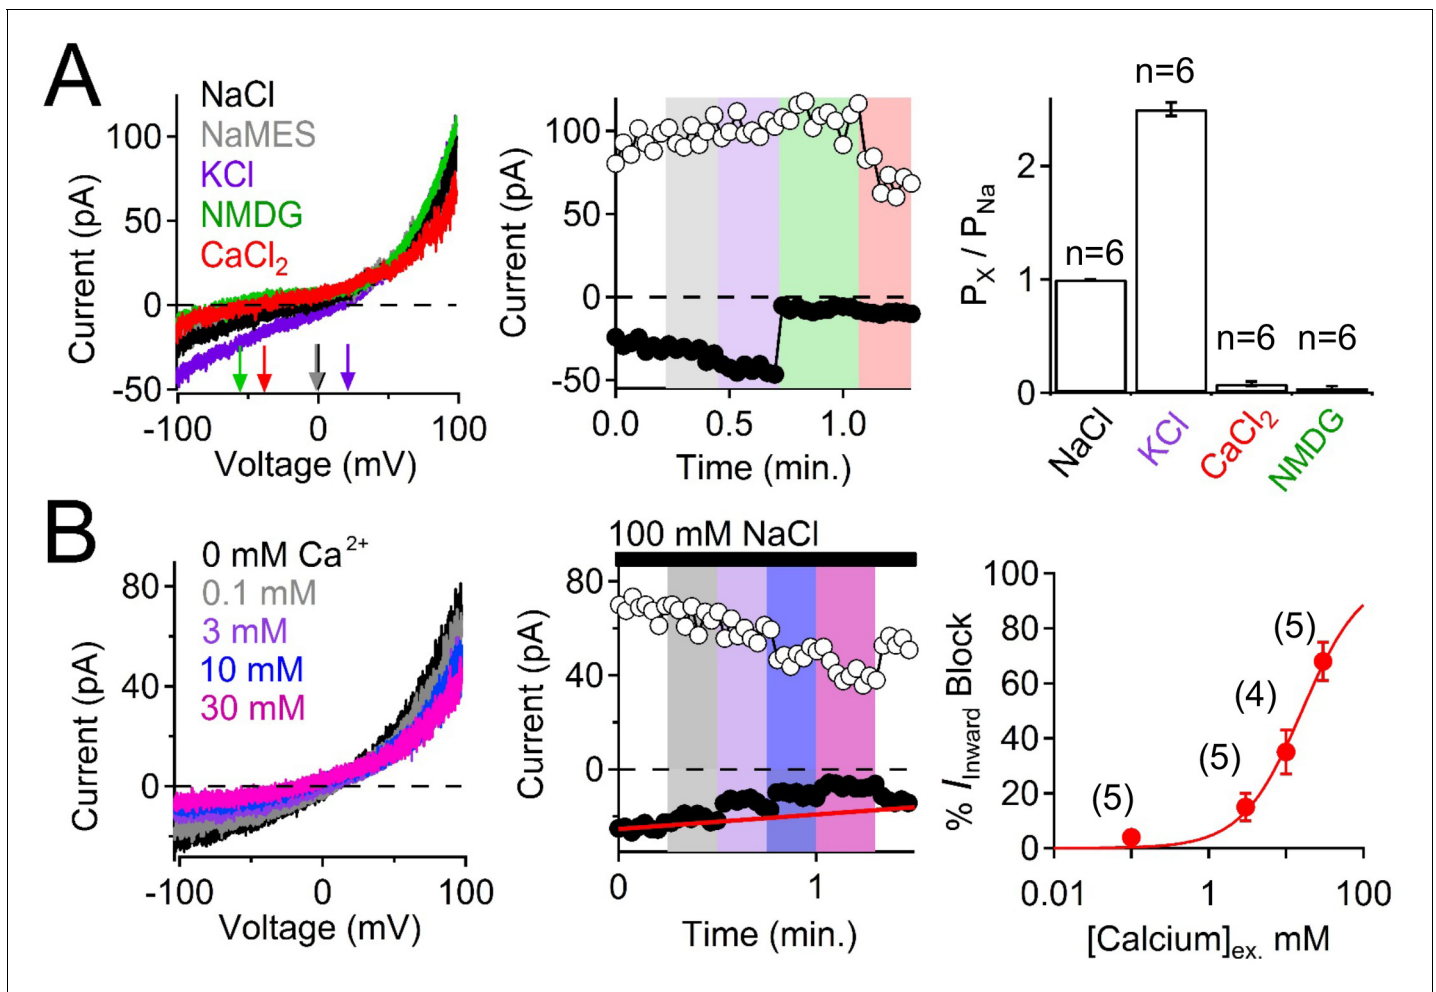 A
NaCl
NaMES
KCl
NMDG
CaCl2
Current (pA)
100
50
0
-50
-100
0
100
Voltage (mV)
Current (pA)
100
50
0
-50
0.0
0.5
1.0
Time (min.)
PX / PNa
2
1
0
n=6
n=6
n=6
n=6
NaCl
KCl
CaCl2
NMDG
B
0 mM Ca2+
0.1 mM
3 mM
10 mM
30 mM
Current (pA)
80
40
0
-100
0
100
Voltage (mV)
100 mM NaCl
Current (pA)
80
40
0
0
1
Time (min.)
% IInward Block
100
80
60
40
20
0
(5)
(5)
(4)
(5)
0.01
1
100
[Calcium]ex. mM